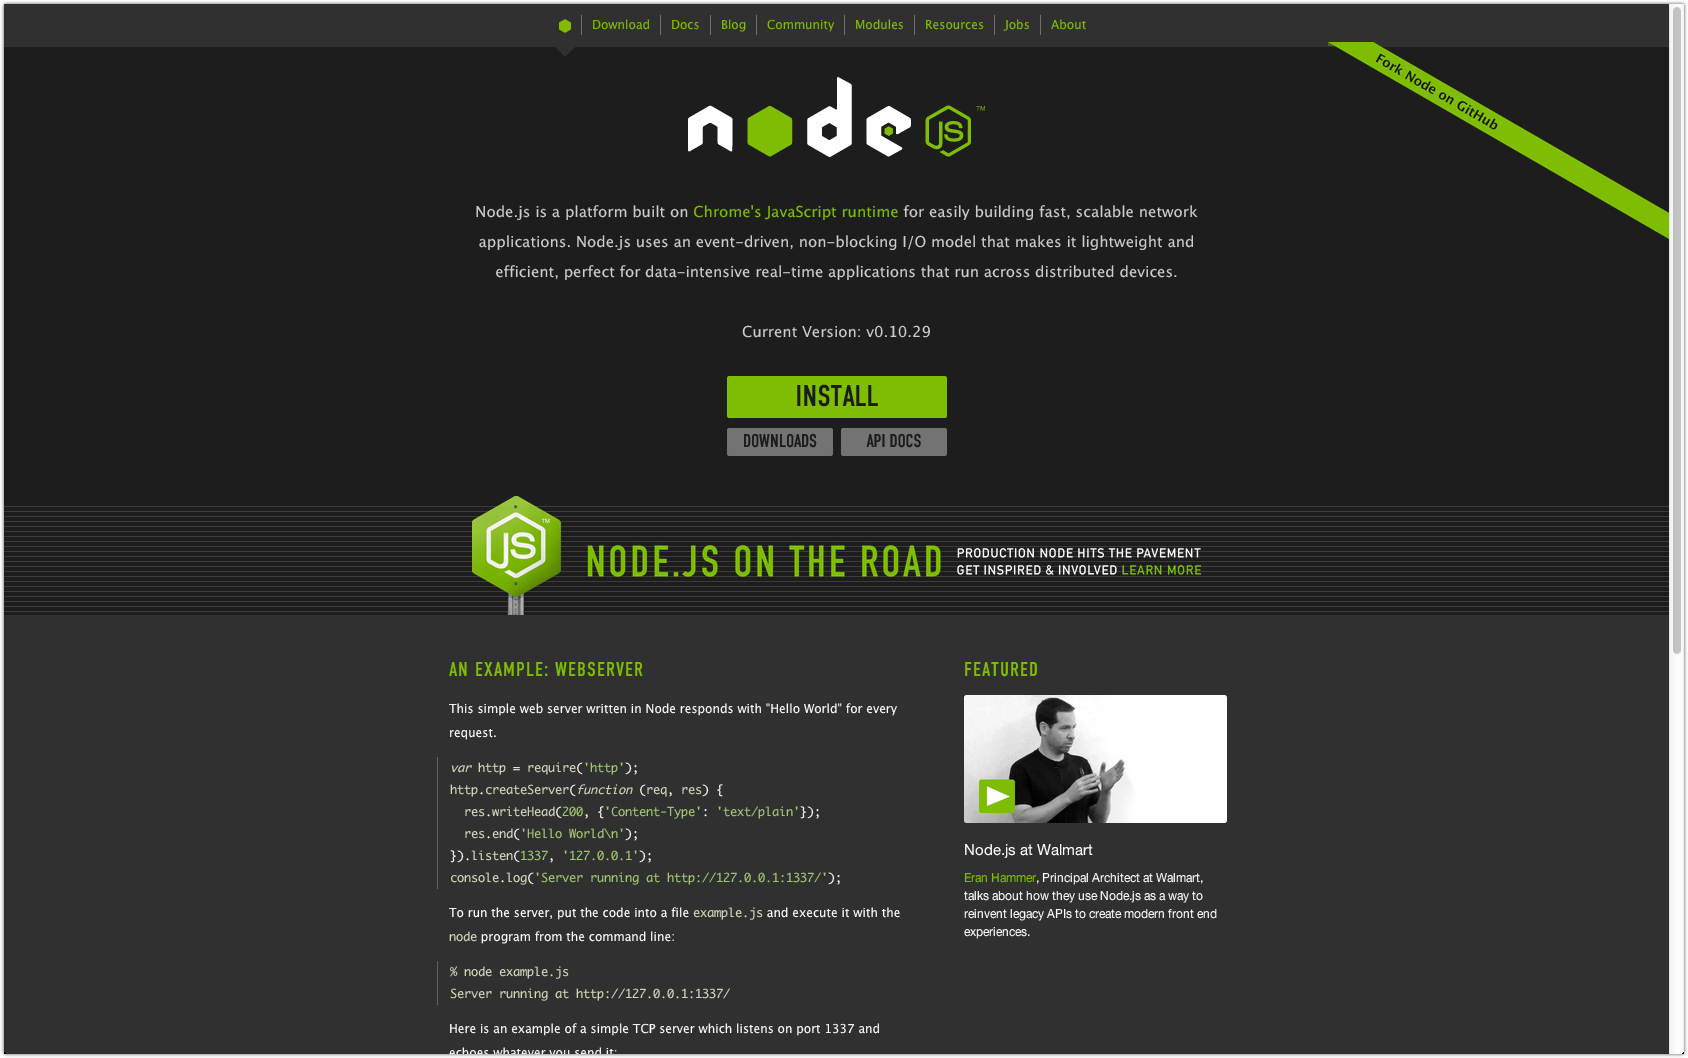 Download Docs Blog Community Modules Resources Jobs About
Fork Node on GitHub
node JS ™
Node.js is a platform built on Chrome's JavaScript runtime for easily building fast, scalable network
applications. Node.js uses an event-driven, non-blocking I/O model that makes it lightweight and
efficient, perfect for data-intensive real-time applications that run across distributed devices.
Current Version: v0.10.29
INSTALL
DOWNLOADS API DOCS
JS ™
NODE.JS ON THE ROAD
PRODUCTION NODE HITS THE PAVEMENT
GET INSPIRED & INVOLVED LEARN MORE
AN EXAMPLE: WEBSERVER
This simple web server written in Node responds with "Hello World" for every
request.
var http = require('http');
http.createServer(function (req, res) {
  res.writeHead(200, {'Content-Type': 'text/plain'});
  res.end('Hello World\n');
}).listen(1337, '127.0.0.1');
console.log('Server running at http://127.0.0.1:1337/');
To run the server, put the code into a file example.js and execute it with the
node program from the command line:
% node example.js
Server running at http://127.0.0.1:1337/
Here is an example of a simple TCP server which listens on port 1337 and
echoes whatever you send it:
FEATURED
Node.js at Walmart
Eran Hammer, Principal Architect at Walmart,
talks about how they use Node.js as a way to
reinvent legacy APIs to create modern front end
experiences.